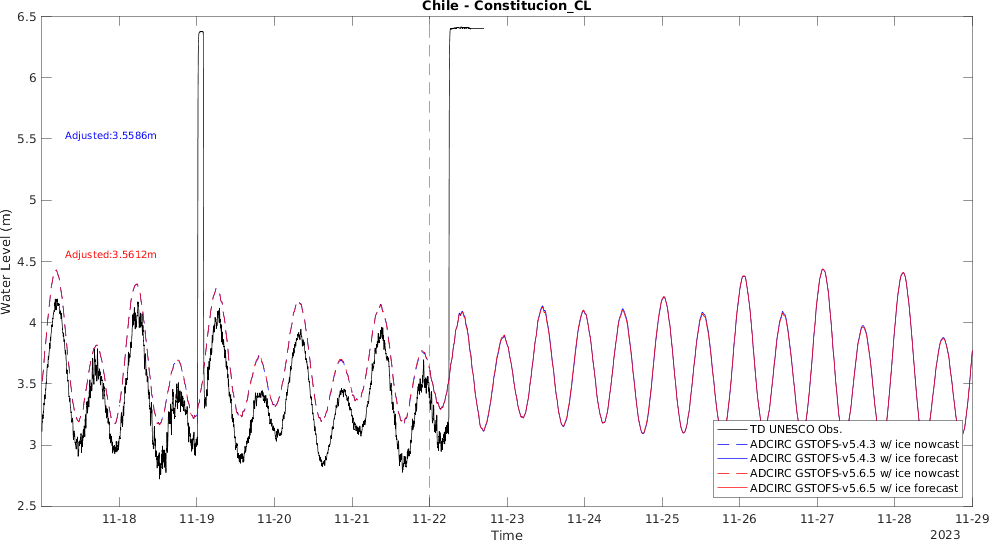 Chile - Constitucion_CL
6.5
6
5.5
5
4.5
4
3.5
3
2.5
Water Level (m)
Adjusted:3.5586m
Adjusted:3.5612m
TD UNESCO Obs.
ADCIRC GSTOFS-v5.4.3 w/ ice nowcast
ADCIRC GSTOFS-v5.4.3 w/ ice forecast
ADCIRC GSTOFS-v5.6.5 w/ ice nowcast
ADCIRC GSTOFS-v5.6.5 w/ ice forecast
11-18 11-19 11-20 11-21 11-22 11-23 11-24 11-25 11-26 11-27 11-28 11-29
Time
2023